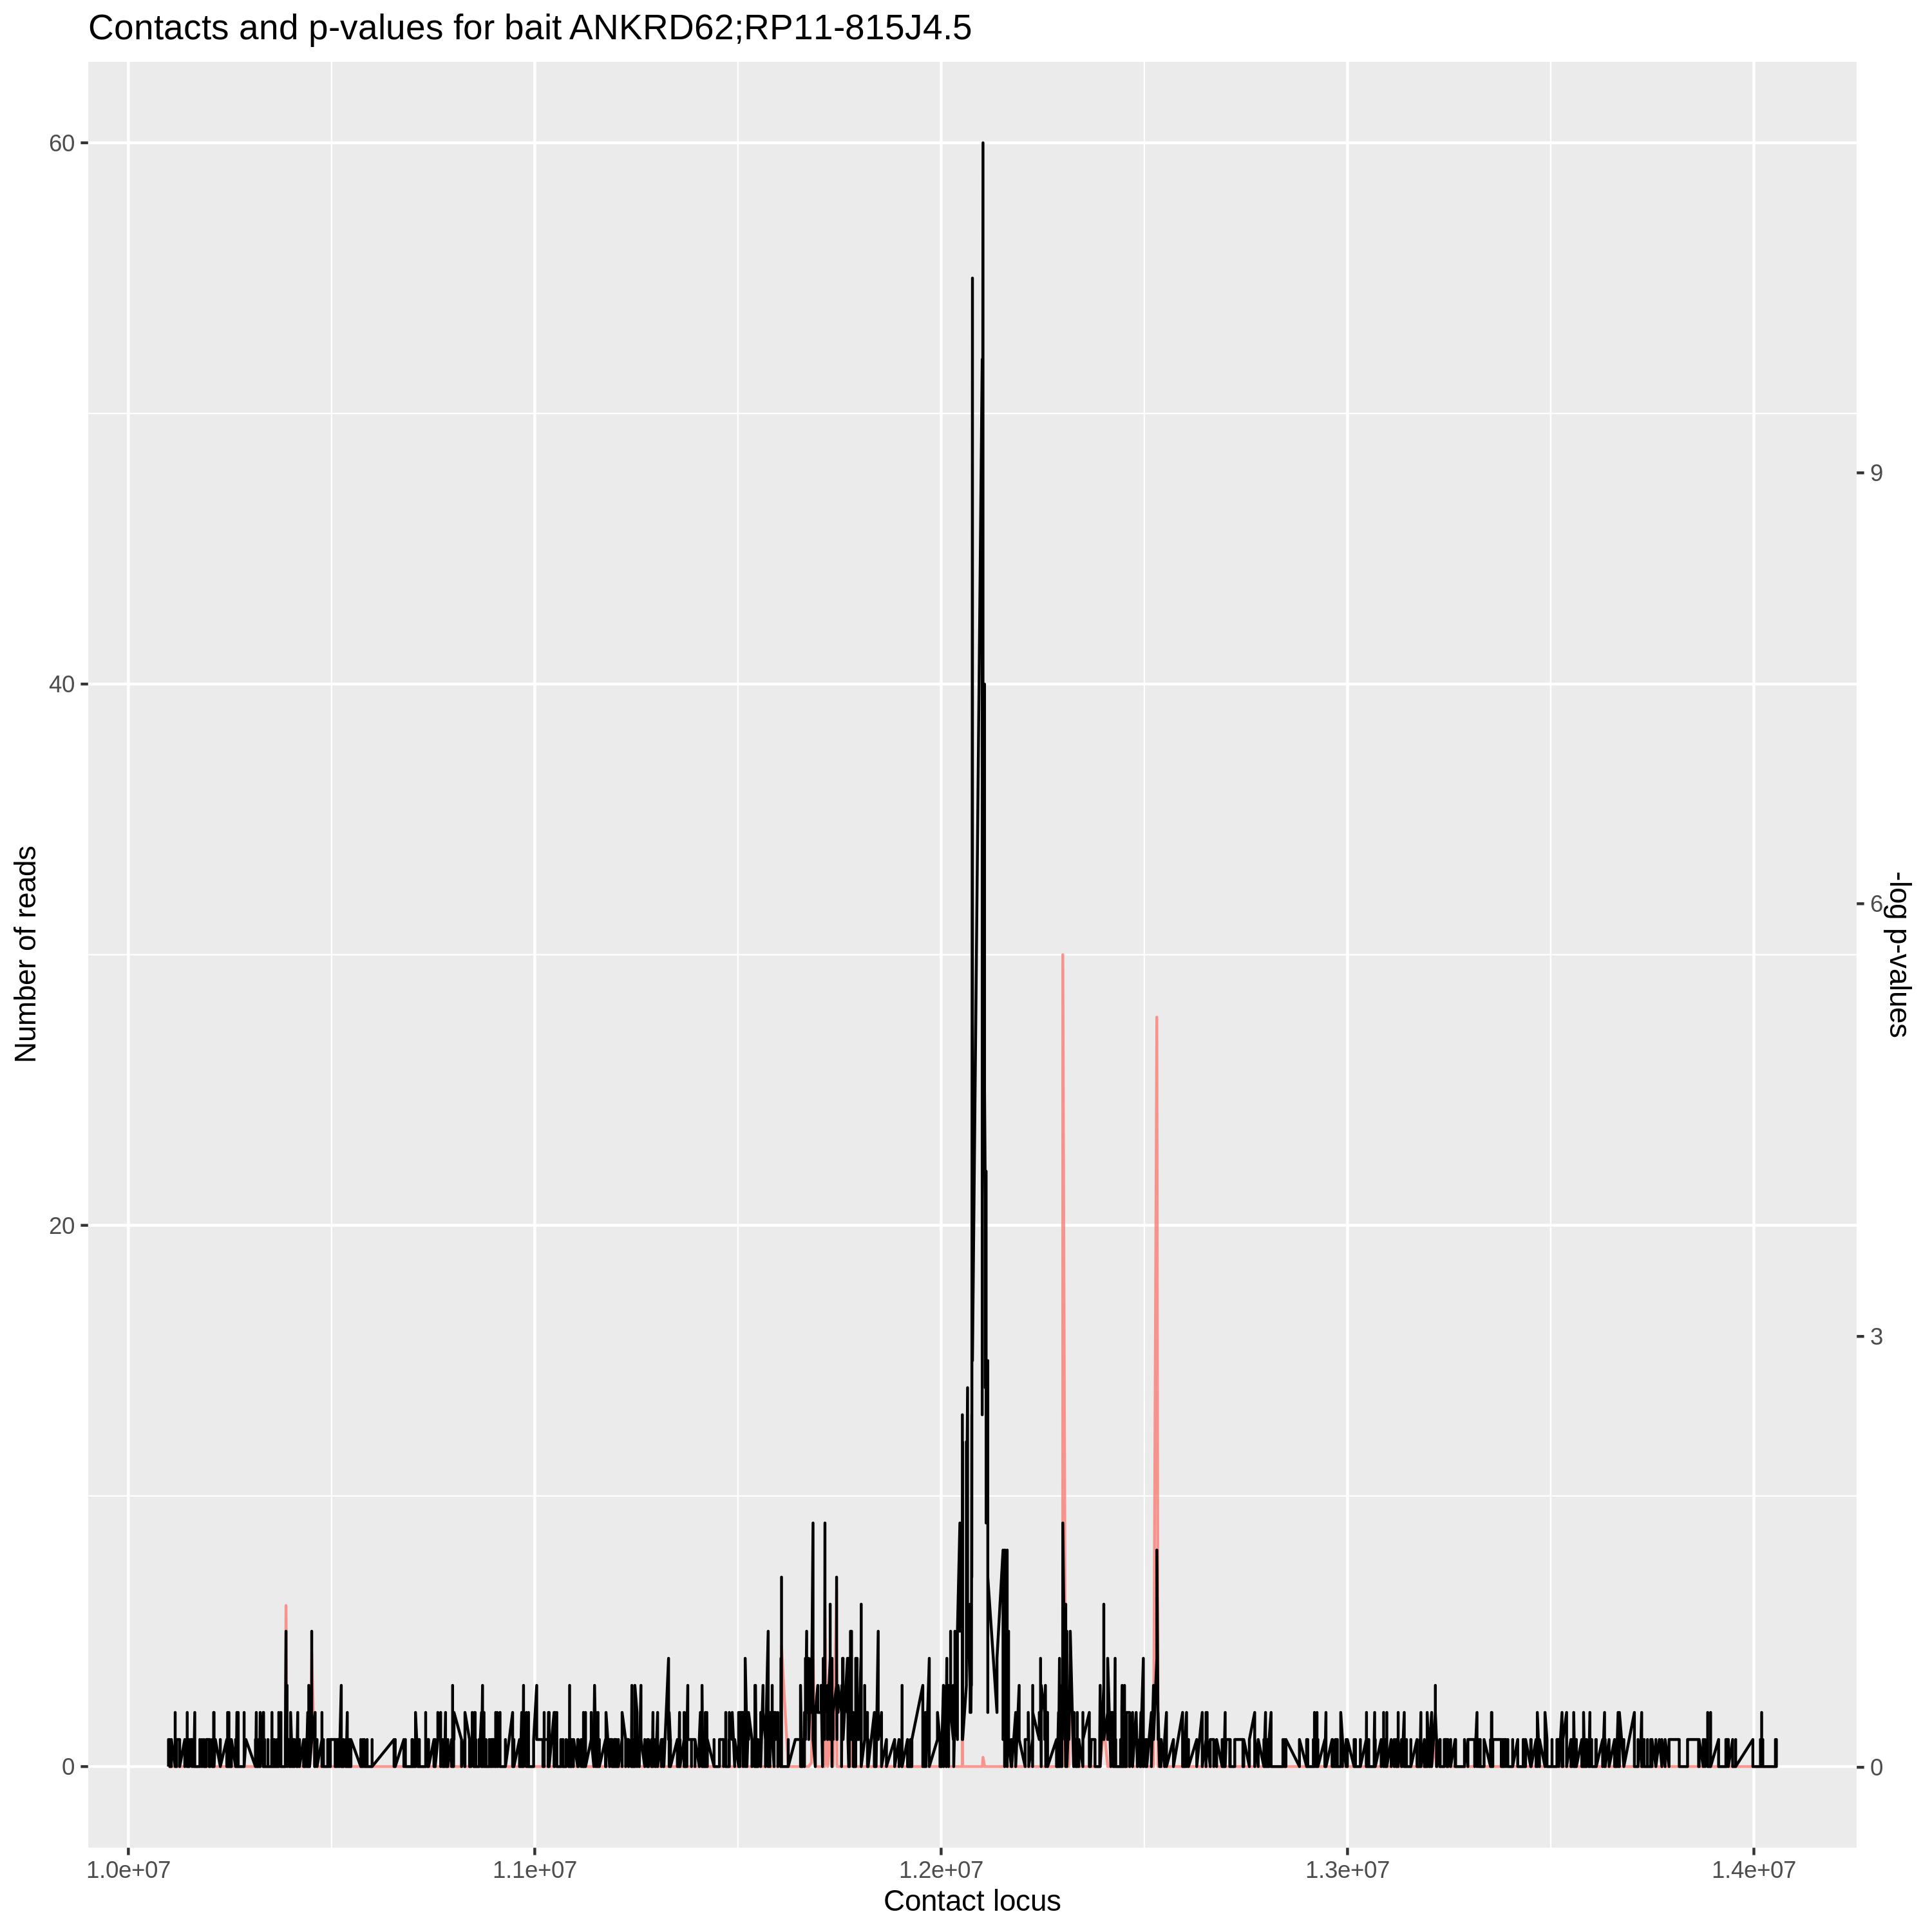 Contacts and p-values for bait ANKRD62;RP11-815J4.5
60
40
20
0
Number of reads
9
6
3
0
-log p-values
1.0e+07
1.1e+07
1.2e+07
1.3e+07
1.4e+07
Contact locus